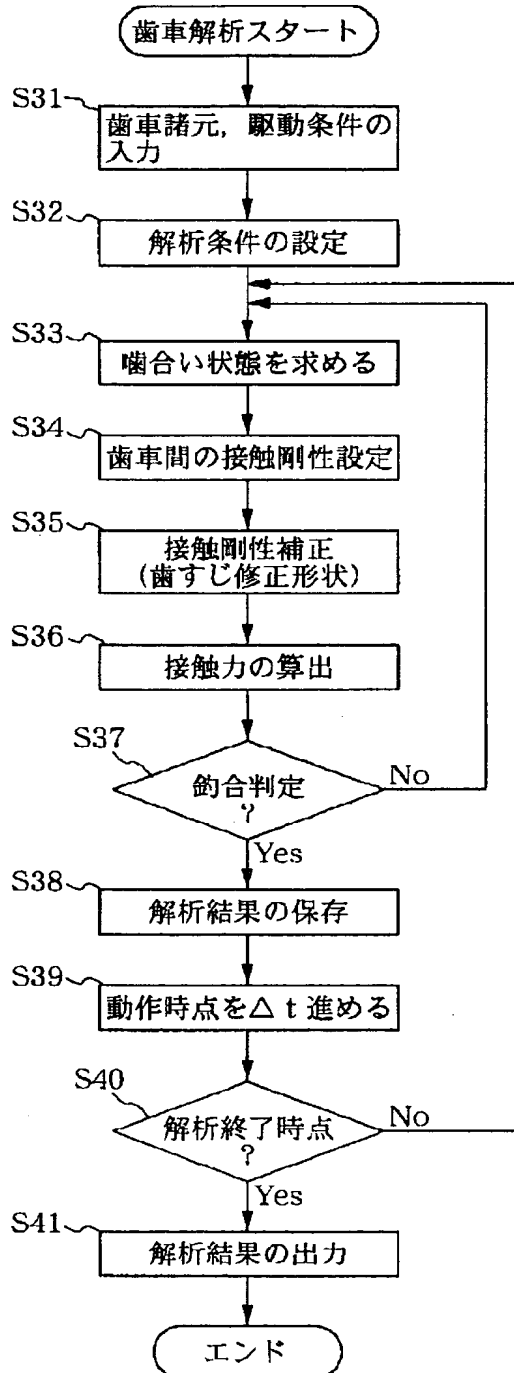 歯車解析スタート
S31
歯車諸元，駆動条件の
入力
S32
解析条件の設定
S33
噛合い状態を求める
S34
歯車間の接触剛性設定
S35
接触剛性補正
(歯すじ修正形状)
S36
接触力の算出
S37
釣合判定
?
No
Yes
S38
解析結果の保存
S39
動作時点を△t進める
S40
解析終了時点
?
No
Yes
S41
解析結果の出力
エンド